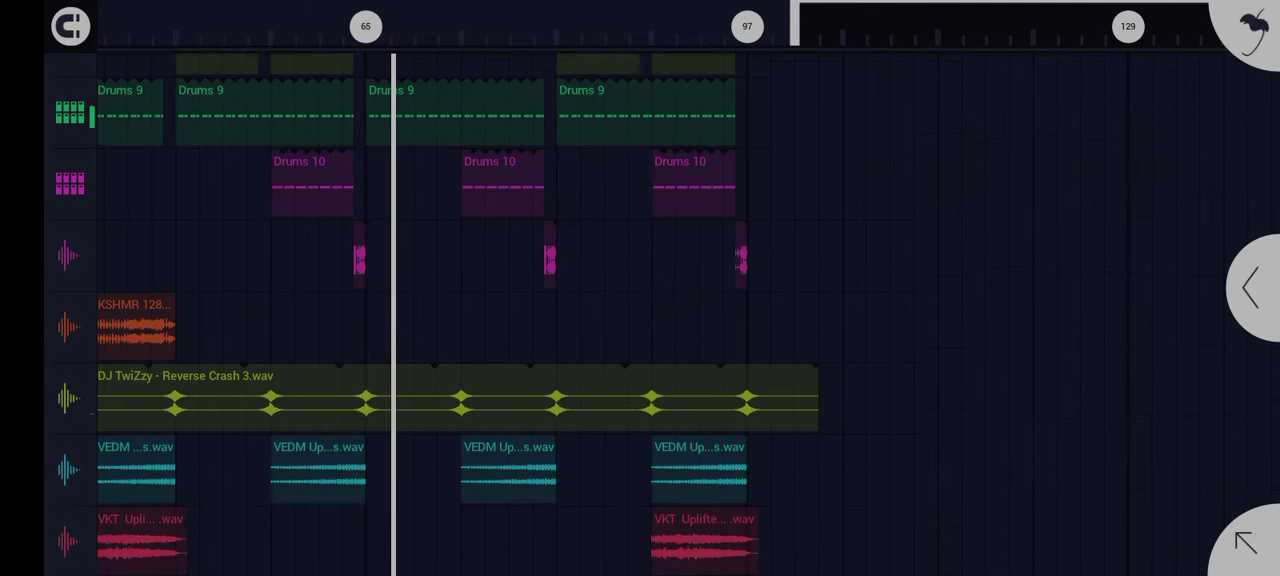 65
97
129
Drums 9
Drums 9
Drums 9
Drums 9
Drums 10
Drums 10
Drums 10
KSHMR 128...
DJ TwiZzy - Reverse Crash 3.wav
VEDM ...s.wav
VEDM Up...s.wav
VEDM Up...s.wav
VEDM Up...s.wav
VKT Upli... .wav
VKT Uplifte... .wav